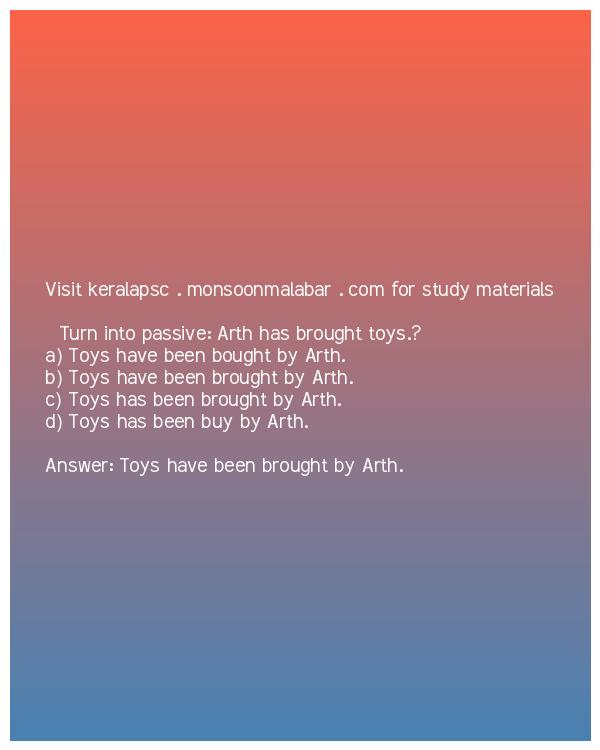 Visit keralapsc . monsoonmalabar . com for study materials
Turn into passive: Arth has brought toys.?
a) Toys have been bought by Arth.
b) Toys have been brought by Arth.
c) Toys has been brought by Arth.
d) Toys has been buy by Arth.
Answer: Toys have been brought by Arth.